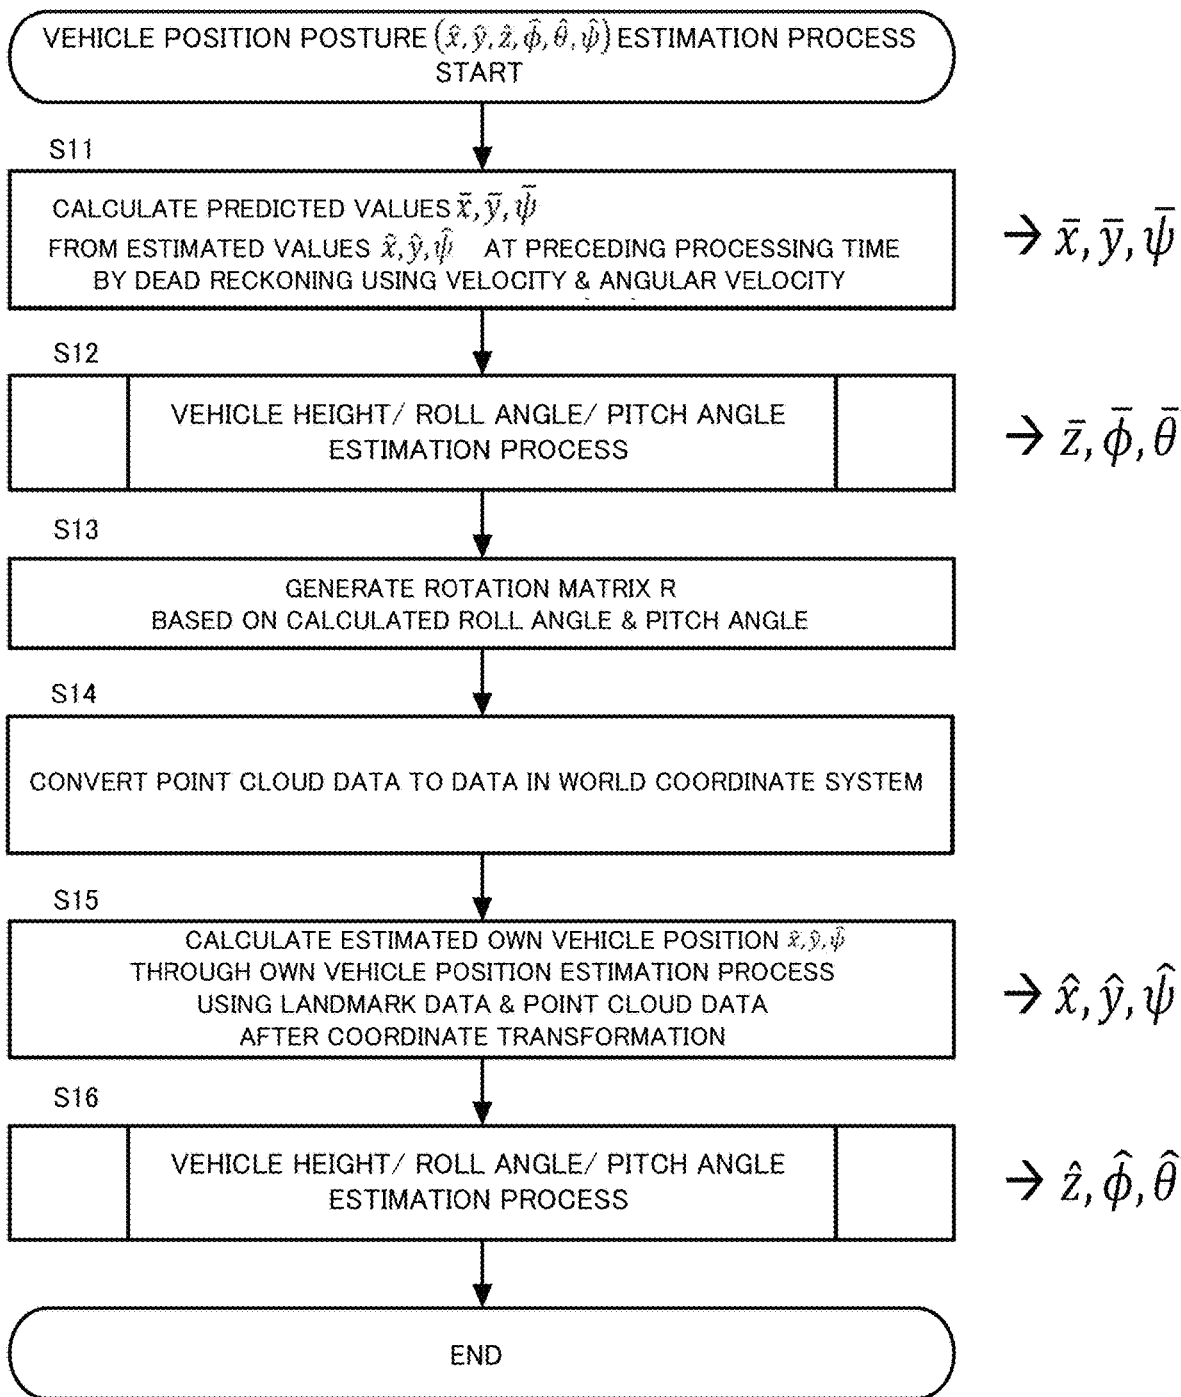 VEHICLE POSITION POSTURE (x̂, ŷ, ẑ, ϕ̂, θ̂, ψ̂) ESTIMATION PROCESS
START
S11
CALCULATE PREDICTED VALUES x̄, ȳ, ψ̄
FROM ESTIMATED VALUES x̂, ŷ, ψ̂ AT PRECEDING PROCESSING TIME
BY DEAD RECKONING USING VELOCITY & ANGULAR VELOCITY
→ x̄, ȳ, ψ̄
S12
VEHICLE HEIGHT/ ROLL ANGLE/ PITCH ANGLE
ESTIMATION PROCESS
→ z̄, ϕ̄, θ̄
S13
GENERATE ROTATION MATRIX R
BASED ON CALCULATED ROLL ANGLE & PITCH ANGLE
S14
CONVERT POINT CLOUD DATA TO DATA IN WORLD COORDINATE SYSTEM
S15
CALCULATE ESTIMATED OWN VEHICLE POSITION x̂, ŷ, ψ̂
THROUGH OWN VEHICLE POSITION ESTIMATION PROCESS
USING LANDMARK DATA & POINT CLOUD DATA
AFTER COORDINATE TRANSFORMATION
→ x̂, ŷ, ψ̂
S16
VEHICLE HEIGHT/ ROLL ANGLE/ PITCH ANGLE
ESTIMATION PROCESS
→ ẑ, ϕ̂, θ̂
END